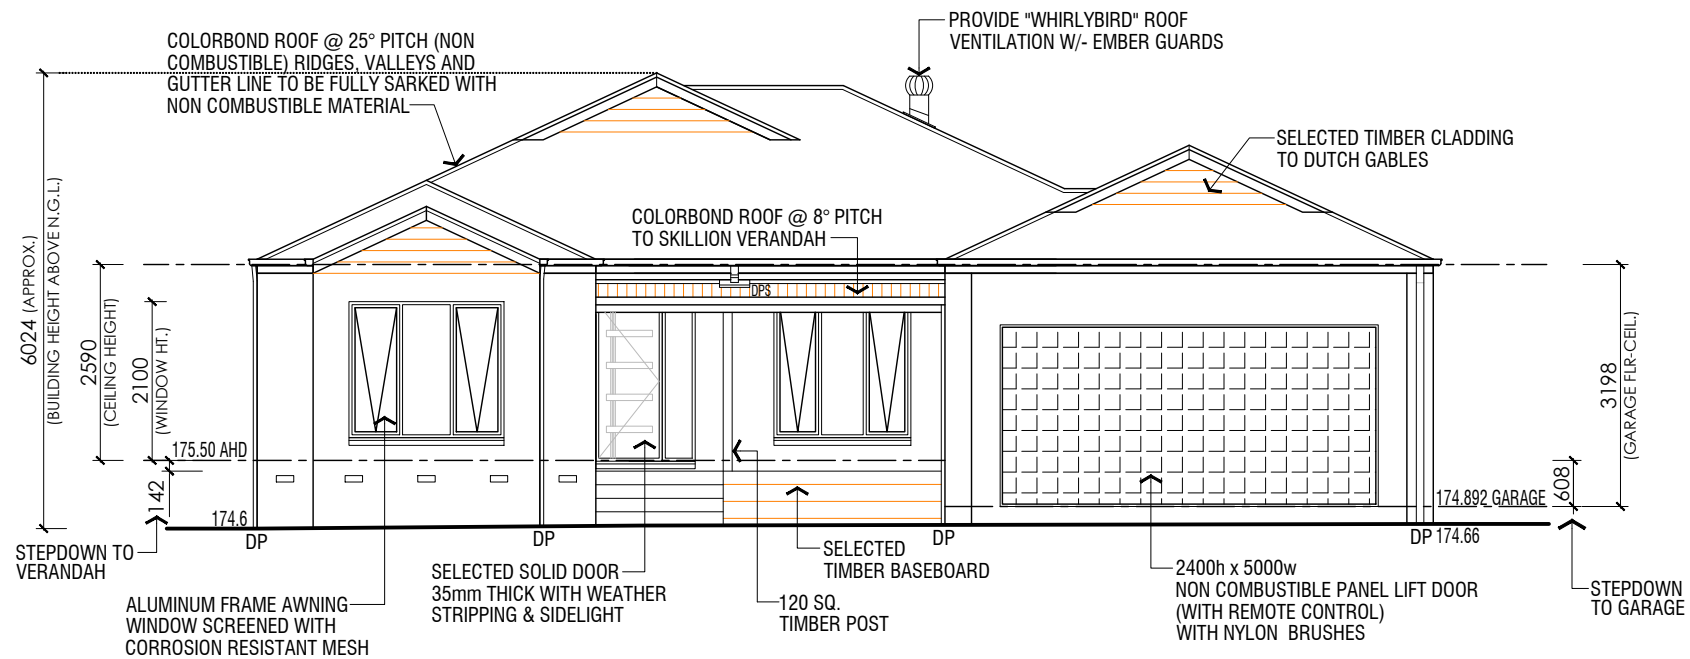 PROVIDE "WHIRLYBIRD" ROOF
VENTILATION W/- EMBER GUARDS
COLORBOND ROOF @ 25° PITCH (NON
COMBUSTIBLE) RIDGES, VALLEYS AND
GUTTER LINE TO BE FULLY SARKED WITH
NON COMBUSTIBLE MATERIAL
SELECTED TIMBER CLADDING
TO DUTCH GABLES
COLORBOND ROOF @ 8° PITCH
TO SKILLION VERANDAH
6024 (APPROX.)
(BUILDING HEIGHT ABOVE N.G.L.)
2590
(CEILING HEIGHT)
2100
(WINDOW HT.)
DPS
3198
(GARAGE FLR-CEIL.)
175.50 AHD
142
608
174.892 GARAGE
174.6
DP
DP
DP
DP 174.66
STEPDOWN TO
VERANDAH
SELECTED
TIMBER BASEBOARD
SELECTED SOLID DOOR
35mm THICK WITH WEATHER
STRIPPING & SIDELIGHT
2400h x 5000w
NON COMBUSTIBLE PANEL LIFT DOOR
(WITH REMOTE CONTROL)
WITH NYLON BRUSHES
STEPDOWN
TO GARAGE
ALUMINUM FRAME AWNING
WINDOW SCREENED WITH
CORROSION RESISTANT MESH
120 SQ.
TIMBER POST